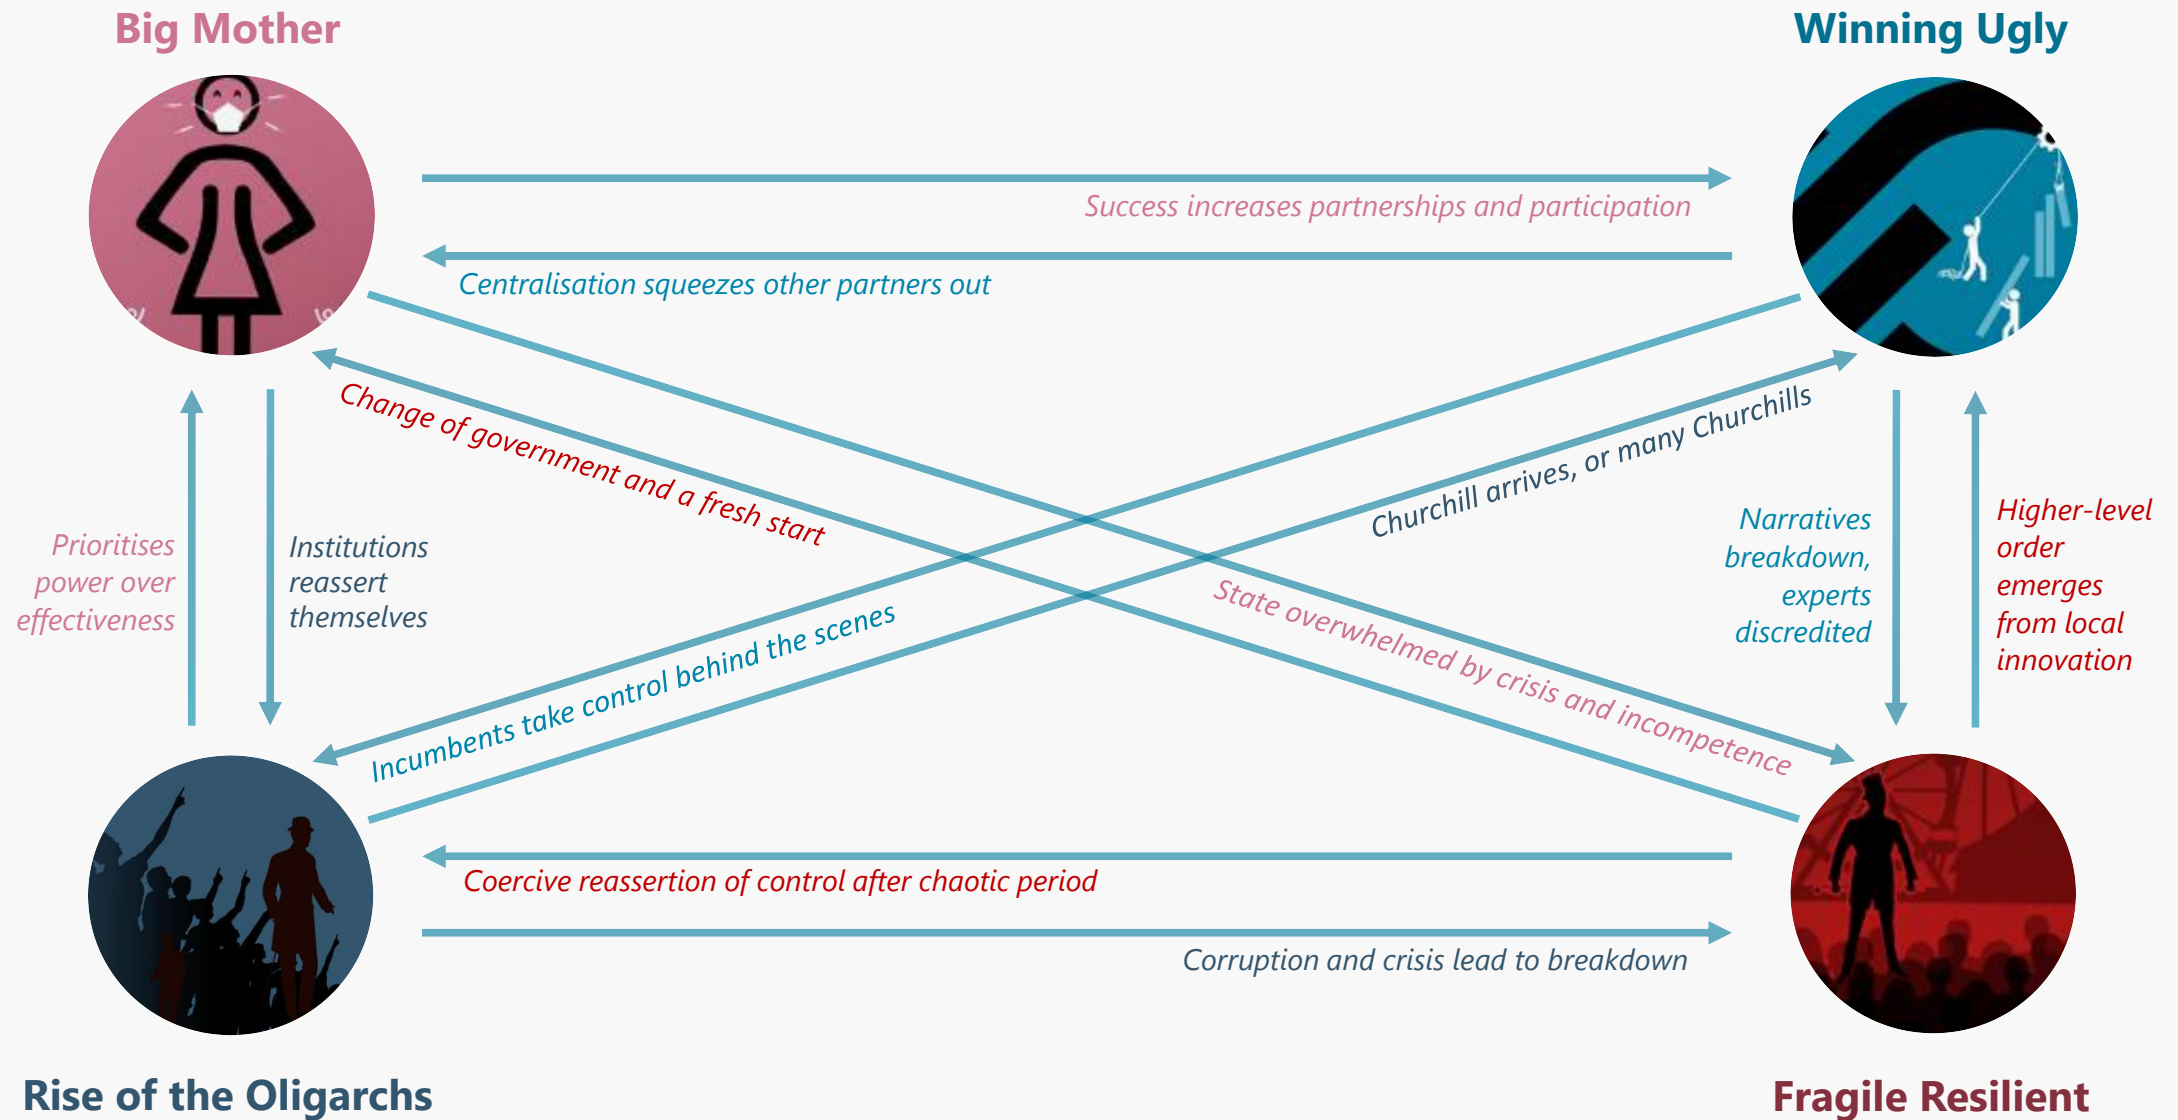 Big Mother
Winning Ugly
Success increases partnerships and participation
Centralisation squeezes other partners out
Change of government and a fresh start
Churchill arrives, or many Churchills
Prioritises
power over
effectiveness
Institutions
reassert
themselves
Narratives
breakdown,
experts
discredited
Higher-level
order
emerges
from local
innovation
Incumbents take control behind the scenes
State overwhelmed by crisis and incompetence
Coercive reassertion of control after chaotic period
Corruption and crisis lead to breakdown
Rise of the Oligarchs
Fragile Resilient